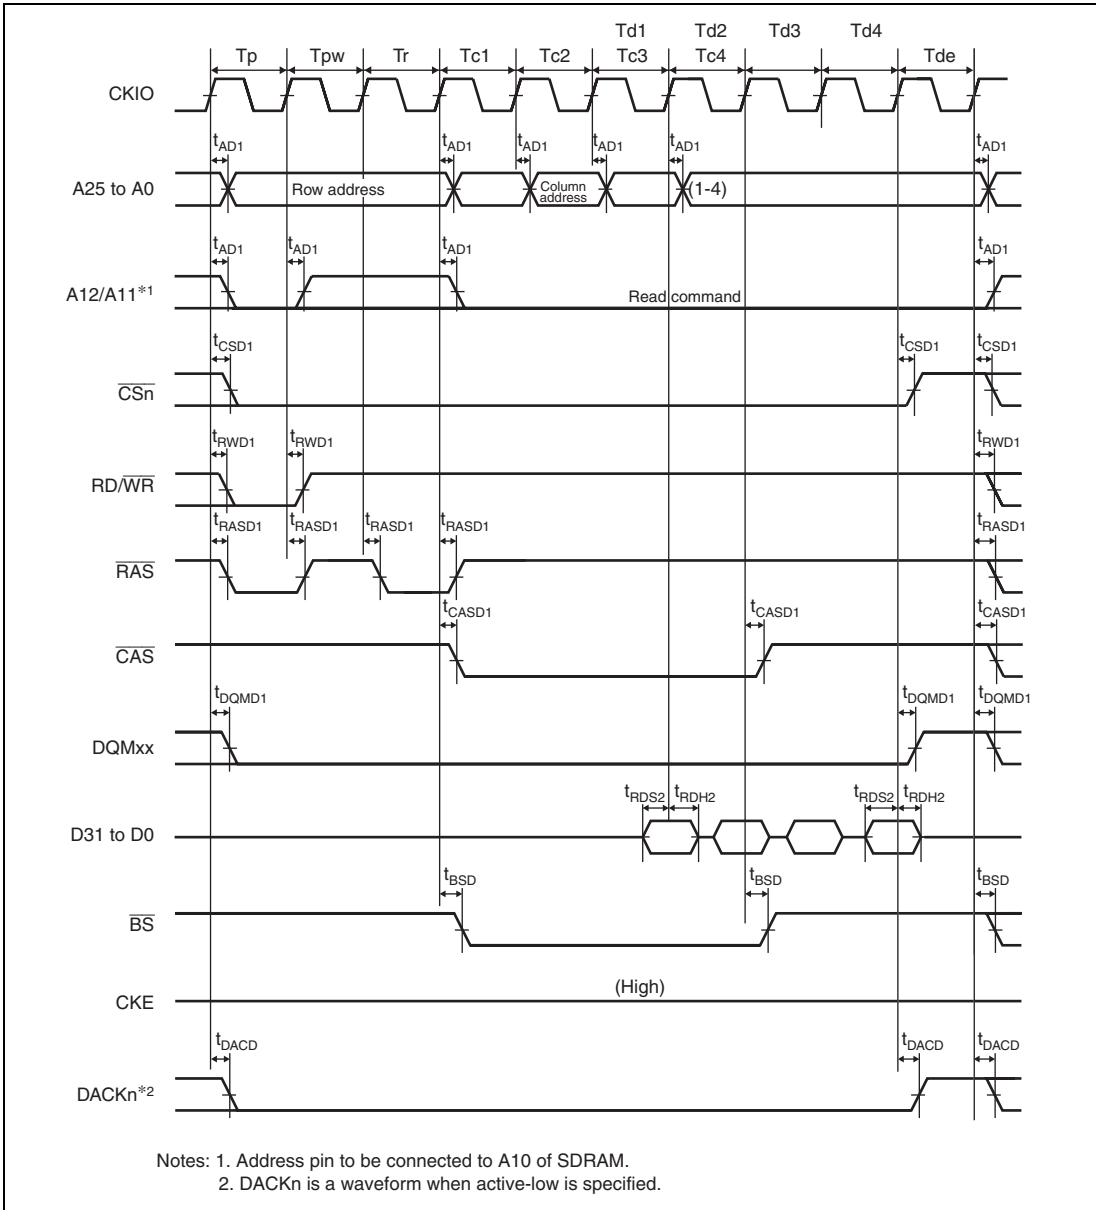 Td1 Td2 Td3 Td4
Tp Tpw Tr Tc1 Tc2 Tc3 Tc4 Tde
CKIO
tAD1 tAD1 tAD1 tAD1 tAD1 tAD1
A25 to A0 Row address Column address (1-4)
tAD1 tAD1 tAD1 tAD1
A12/A11*1 Read command
tCSD1 tCSD1 tCSD1
CSn
tRWD1 tRWD1 tRWD1
RD/WR
tRASD1 tRASD1 tRASD1 tRASD1 tRASD1
RAS
tCASD1 tCASD1 tCASD1
CAS
tDQMD1 tDQMD1 tDQMD1
DQMxx
tRDS2 tRDH2 tRDS2 tRDH2
D31 to D0
tBSD tBSD tBSD
BS
(High)
CKE
tDACD tDACD tDACD
DACKn*2
Notes: 1. Address pin to be connected to A10 of SDRAM.
2. DACKn is a waveform when active-low is specified.